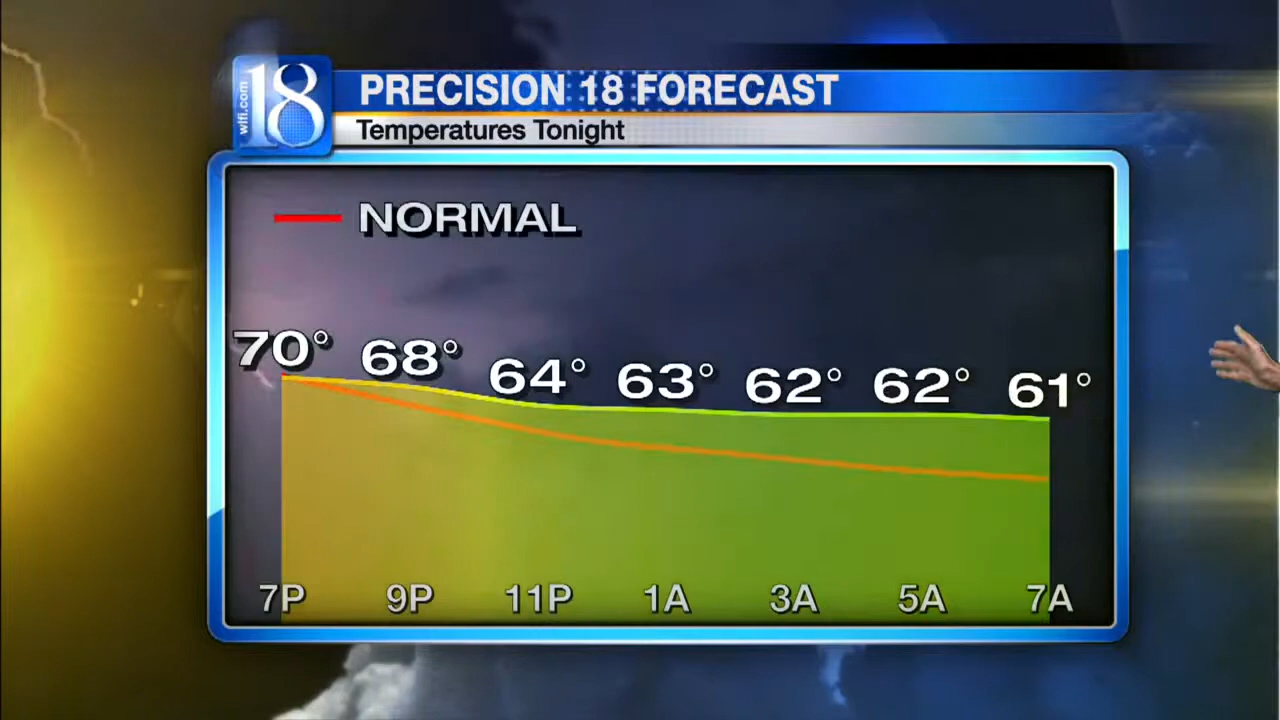 wlfi.com
18
PRECISION 18 FORECAST
Temperatures Tonight
NORMAL
70° 68° 64° 63° 62° 62° 61°
7P 9P 11P 1A 3A 5A 7A